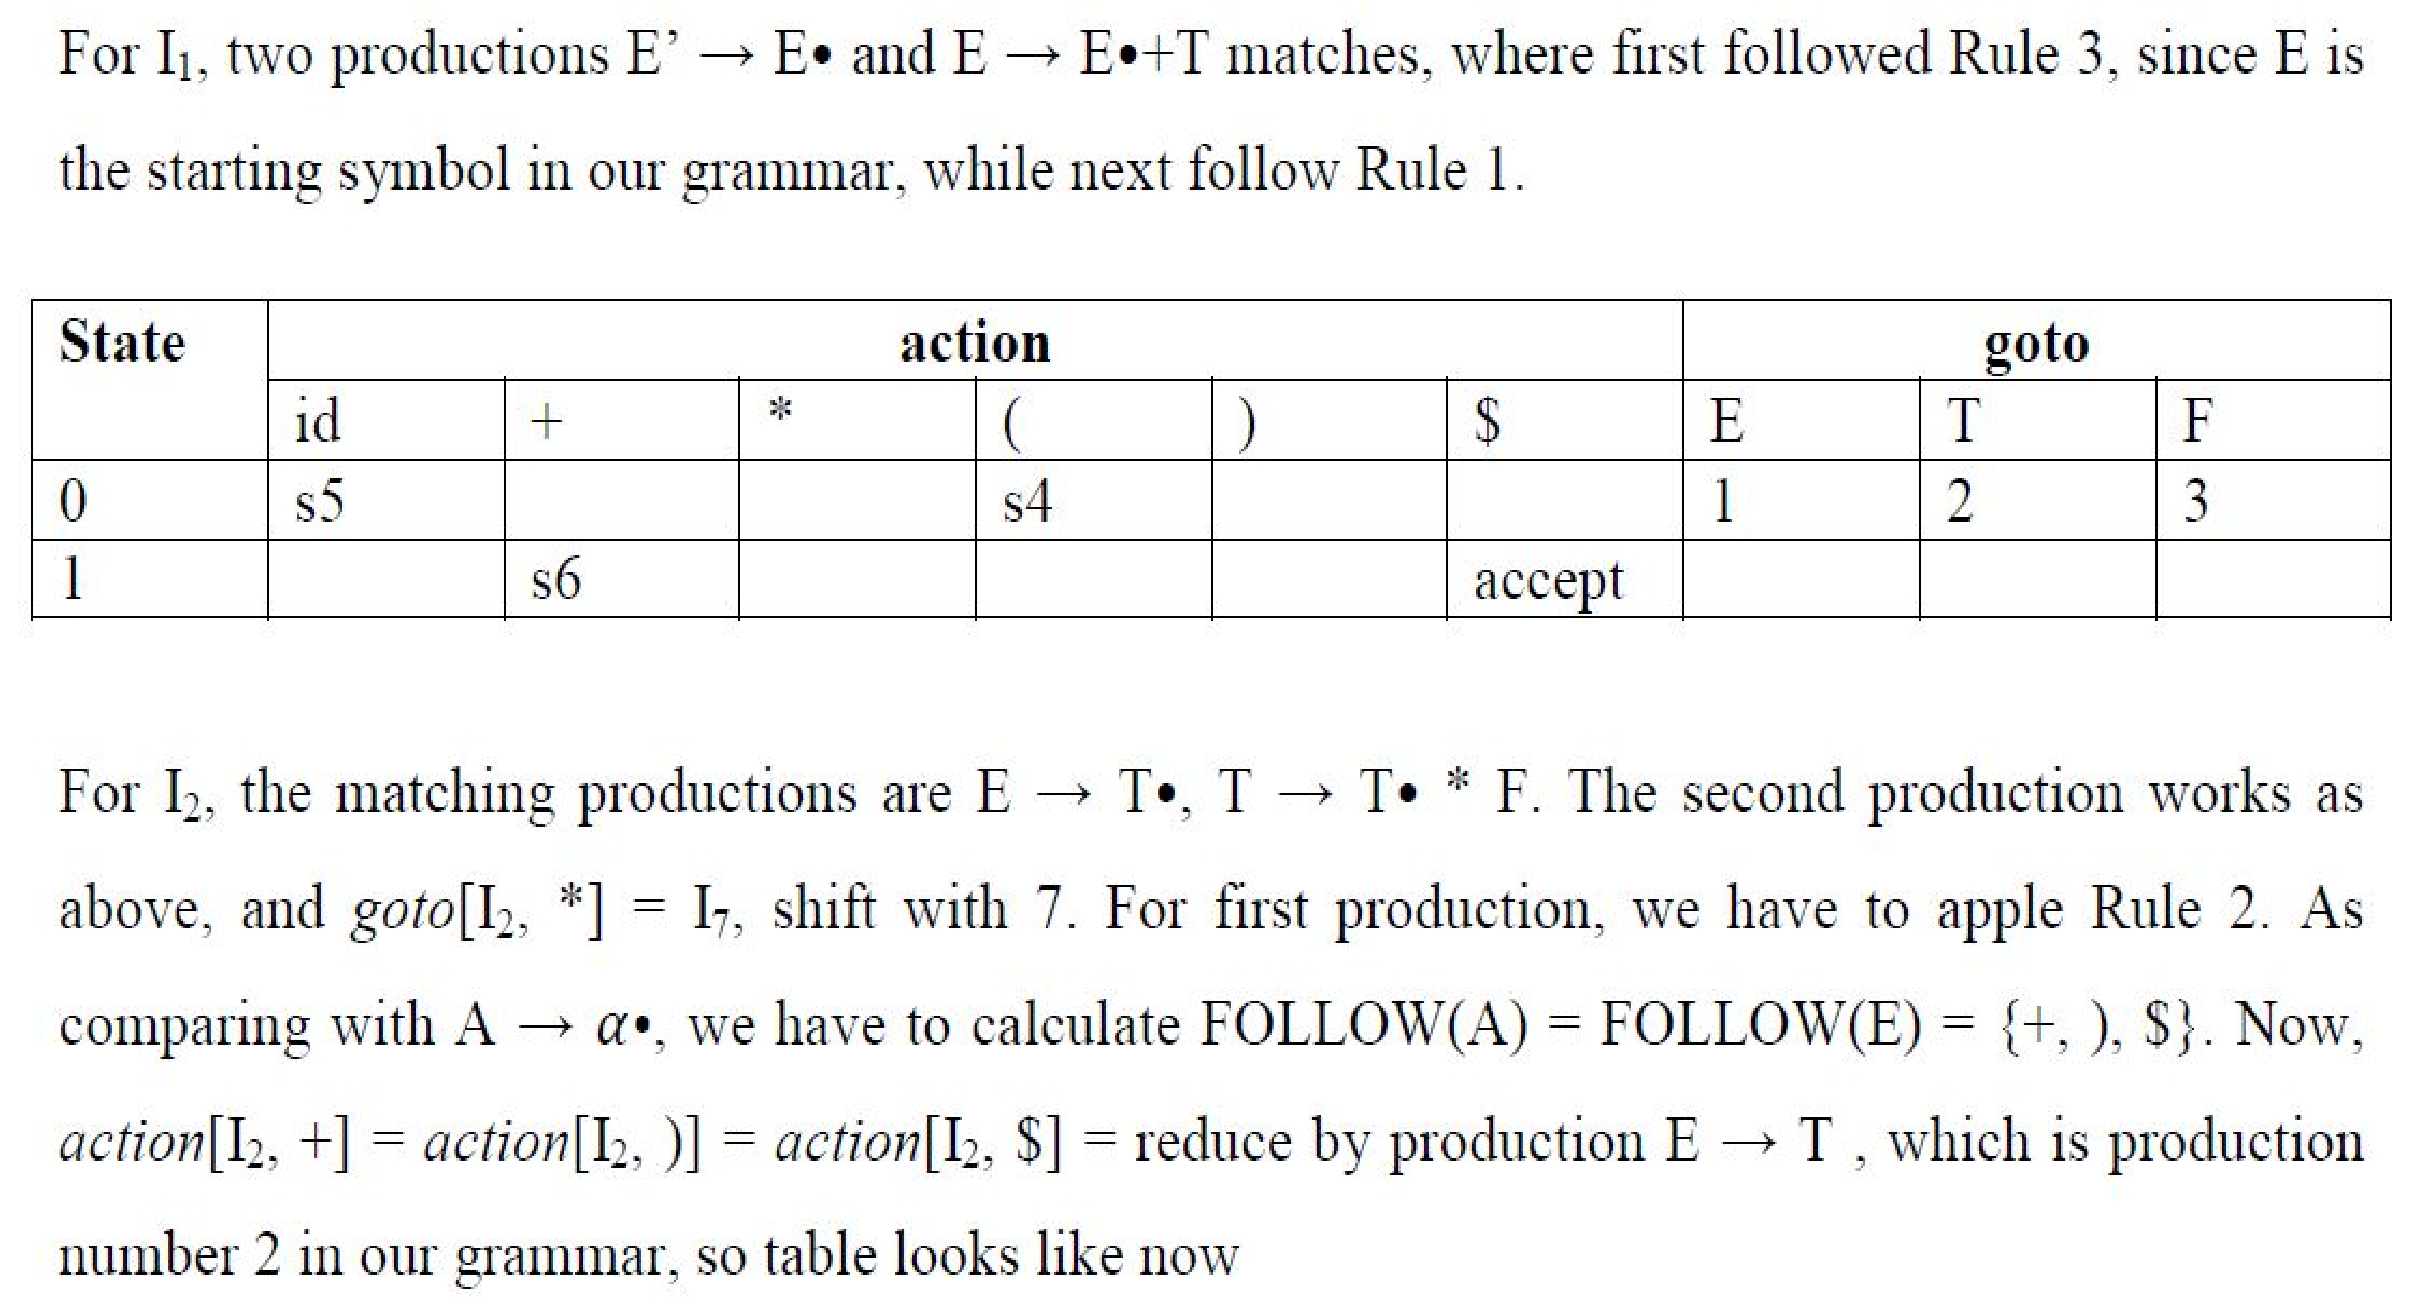 For I₁, two productions E’ → E• and E → E•+T matches, where first followed Rule 3, since E is
the starting symbol in our grammar, while next follow Rule 1.
State action goto
id + * ( ) $ E T F
0 s5 s4 1 2 3
1 s6 accept
For I₂, the matching productions are E → T•, T → T• * F. The second production works as
above, and goto[I₂, *] = I₇, shift with 7. For first production, we have to apple Rule 2. As
comparing with A → α•, we have to calculate FOLLOW(A) = FOLLOW(E) = {+, ), $}. Now,
action[I₂, +] = action[I₂, )] = action[I₂, $] = reduce by production E → T , which is production
number 2 in our grammar, so table looks like now